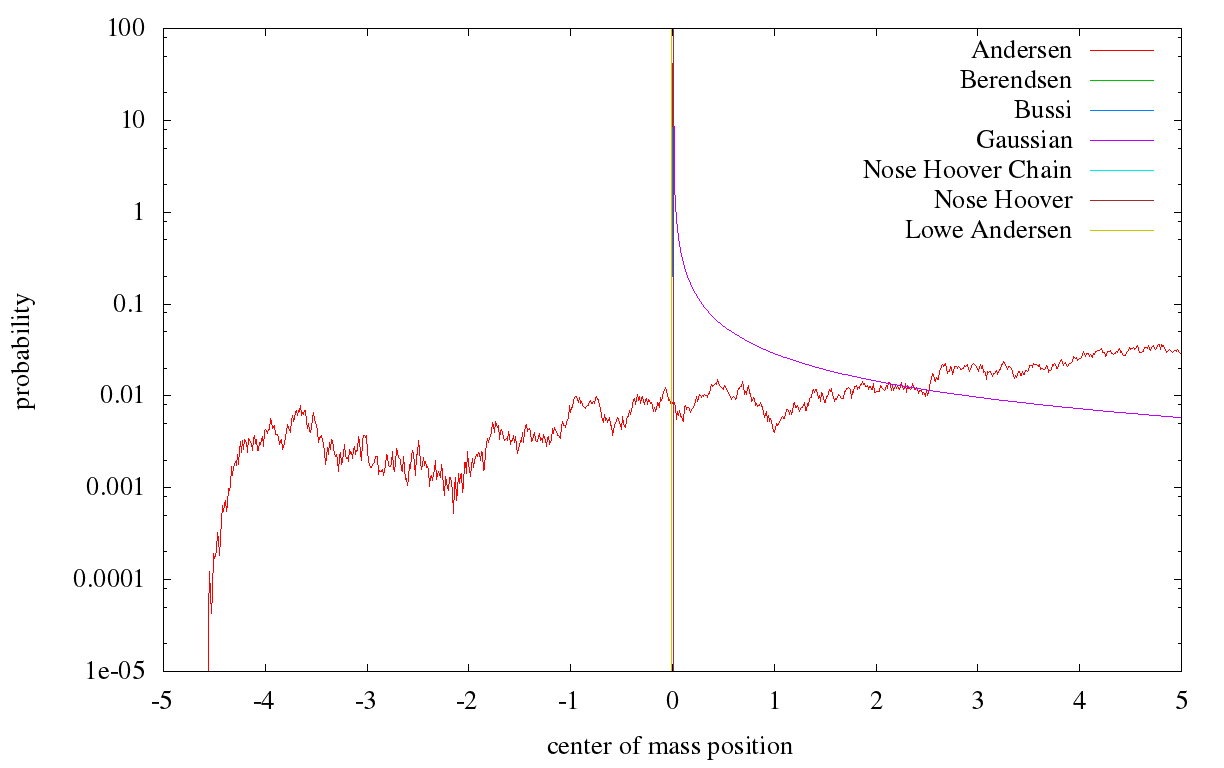 100
10
1
0.1
0.01
0.001
0.0001
1e-05
probability
Andersen
Berendsen
Bussi
Gaussian
Nose Hoover Chain
Nose Hoover
Lowe Andersen
-5 -4 -3 -2 -1 0 1 2 3 4 5
center of mass position